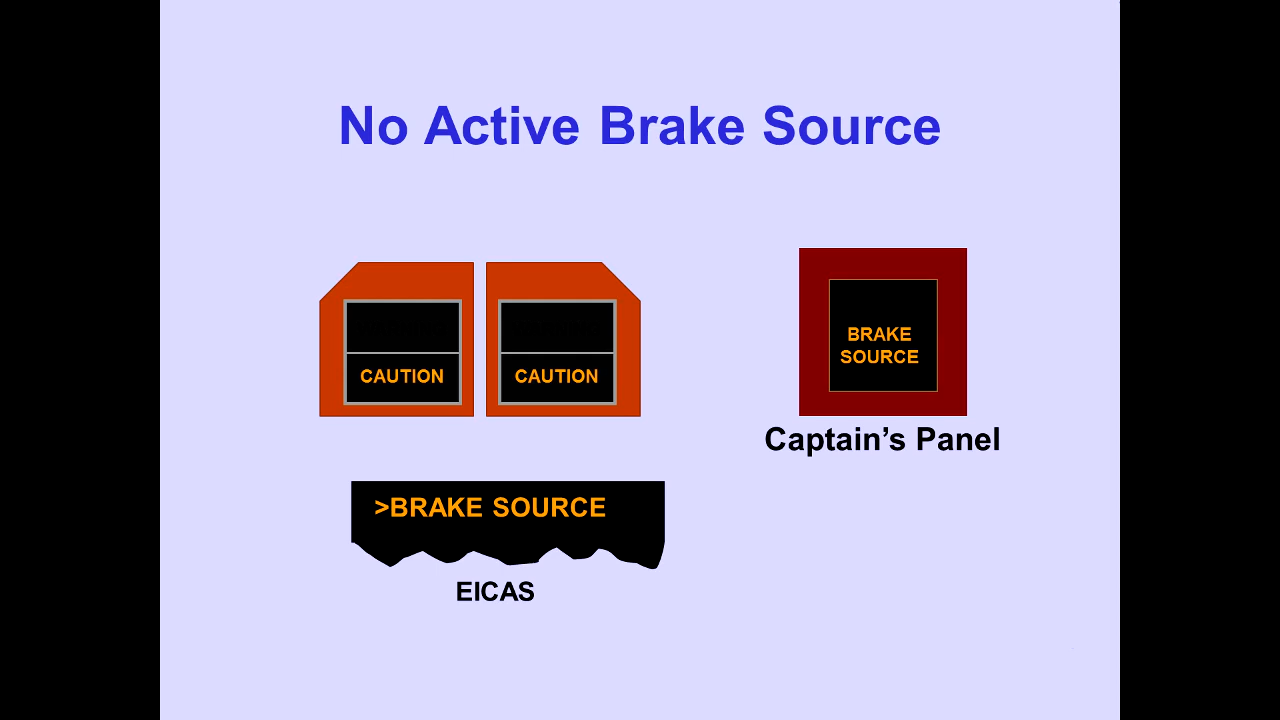 No Active Brake Source
CAUTION
CAUTION
BRAKE
SOURCE
Captain’s Panel
>BRAKE SOURCE
EICAS